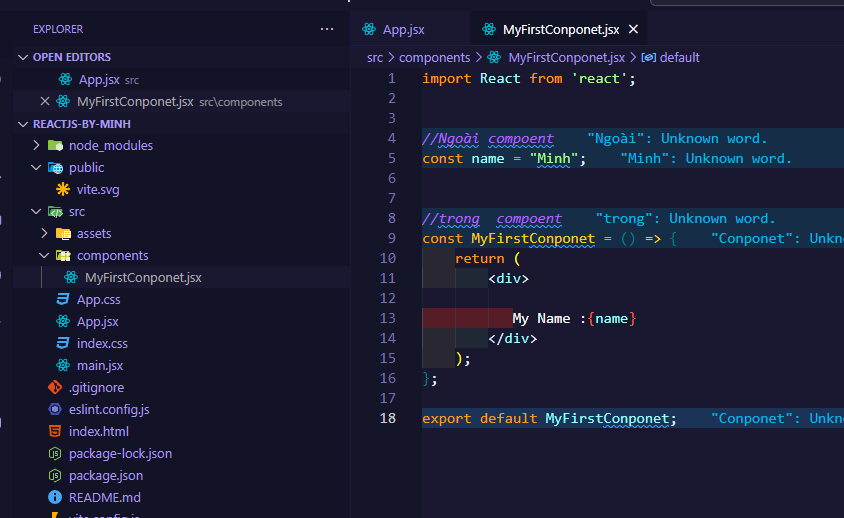 EXPLORER
OPEN EDITORS
App.jsx src
MyFirstConponet.jsx src\components
REACTJS-BY-MINH
node_modules
public
vite.svg
src
assets
components
MyFirstConponet.jsx
App.css
App.jsx
index.css
main.jsx
.gitignore
eslint.config.js
index.html
package-lock.json
package.json
README.md
vite.config.js
App.jsx MyFirstConponet.jsx
src > components > MyFirstConponet.jsx > default
1 import React from 'react';
2
3
4 //Ngoài compoent "Ngoài": Unknown word.
5 const name = "Minh"; "Minh": Unknown word.
6
7
8 //trong compoent "trong": Unknown word.
9 const MyFirstConponet = () => { "Conponet": Unkn
10 return (
11 <div>
12
13 My Name :{name}
14 </div>
15 );
16 };
17
18 export default MyFirstConponet; "Conponet": Unkn